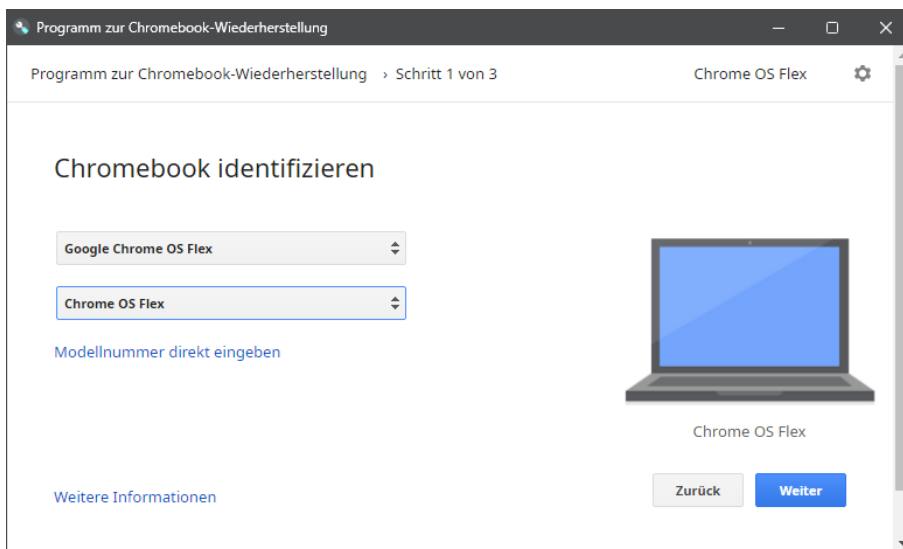 Programm zur Chromebook-Wiederherstellung
Programm zur Chromebook-Wiederherstellung › Schritt 1 von 3 Chrome OS Flex
Chromebook identifizieren
Google Chrome OS Flex
Chrome OS Flex
Modellnummer direkt eingeben
Chrome OS Flex
Weitere Informationen Zurück Weiter